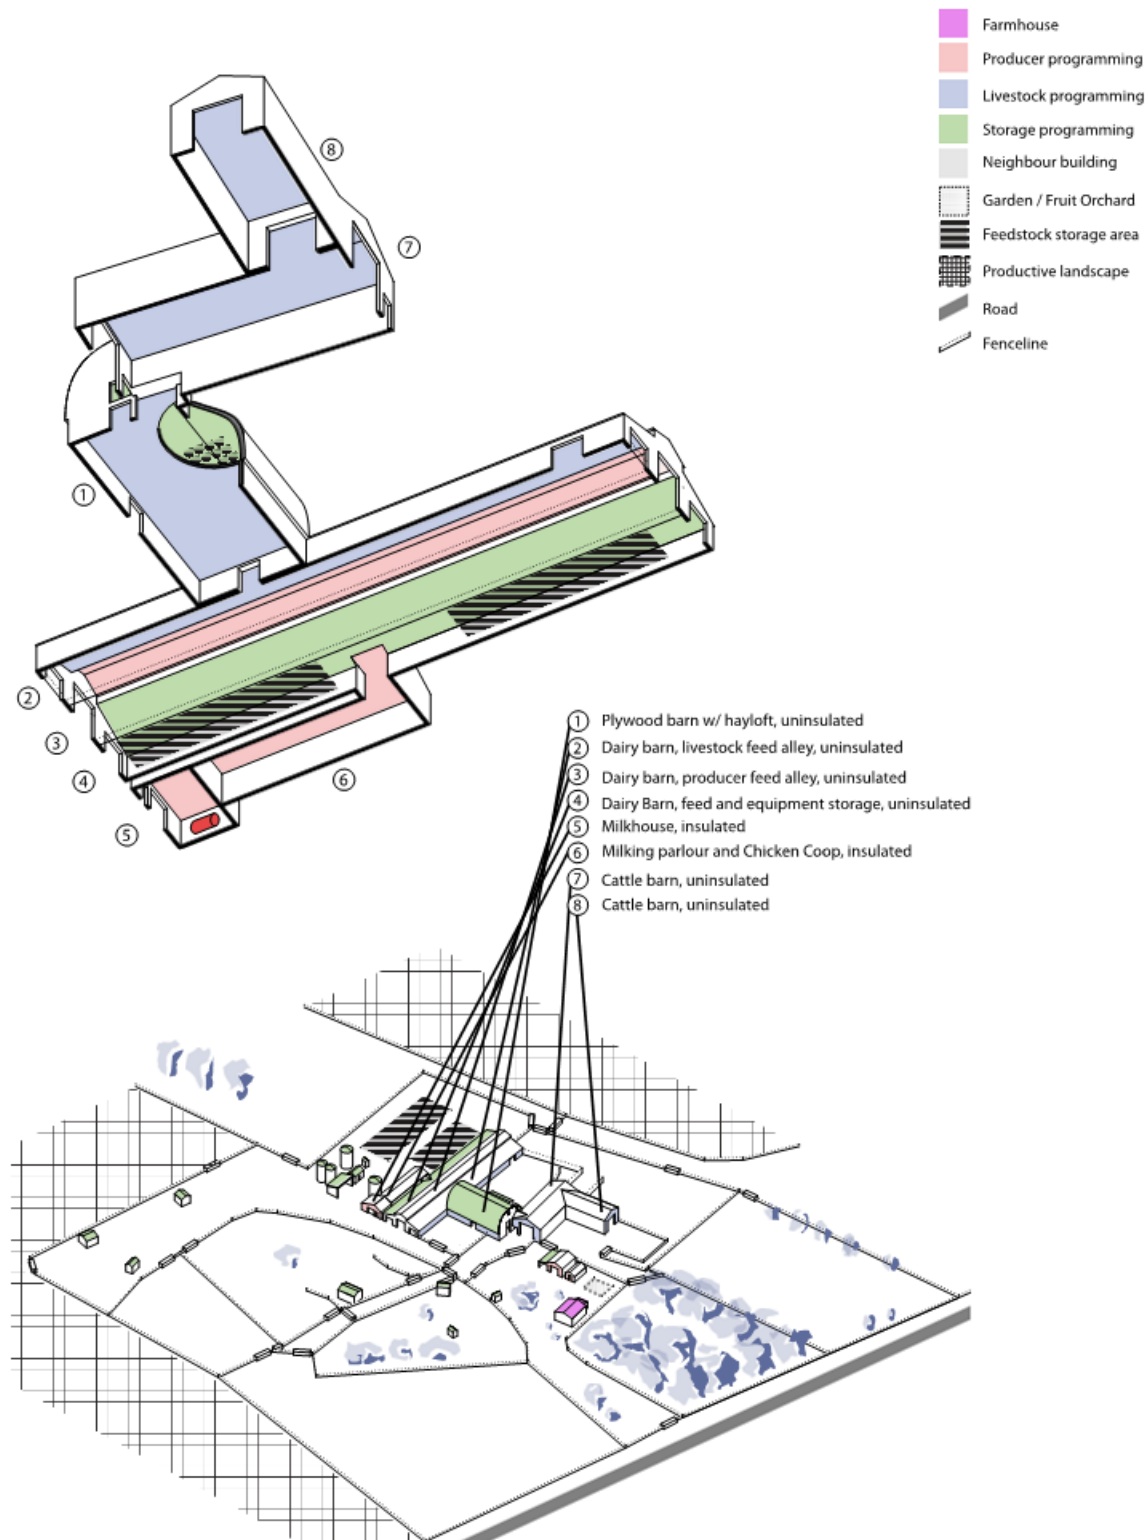 Farmhouse
Producer programming
Livestock programming
Storage programming
Neighbour building
Garden / Fruit Orchard
Feedstock storage area
Productive landscape
Road
Fenceline
8
7
1
2
3
4
5
6
1 Plywood barn w/ hayloft, uninsulated
2 Dairy barn, livestock feed alley, uninsulated
3 Dairy barn, producer feed alley, uninsulated
4 Dairy Barn, feed and equipment storage, uninsulated
5 Milkhouse, insulated
6 Milking parlour and Chicken Coop, insulated
7 Cattle barn, uninsulated
8 Cattle barn, uninsulated